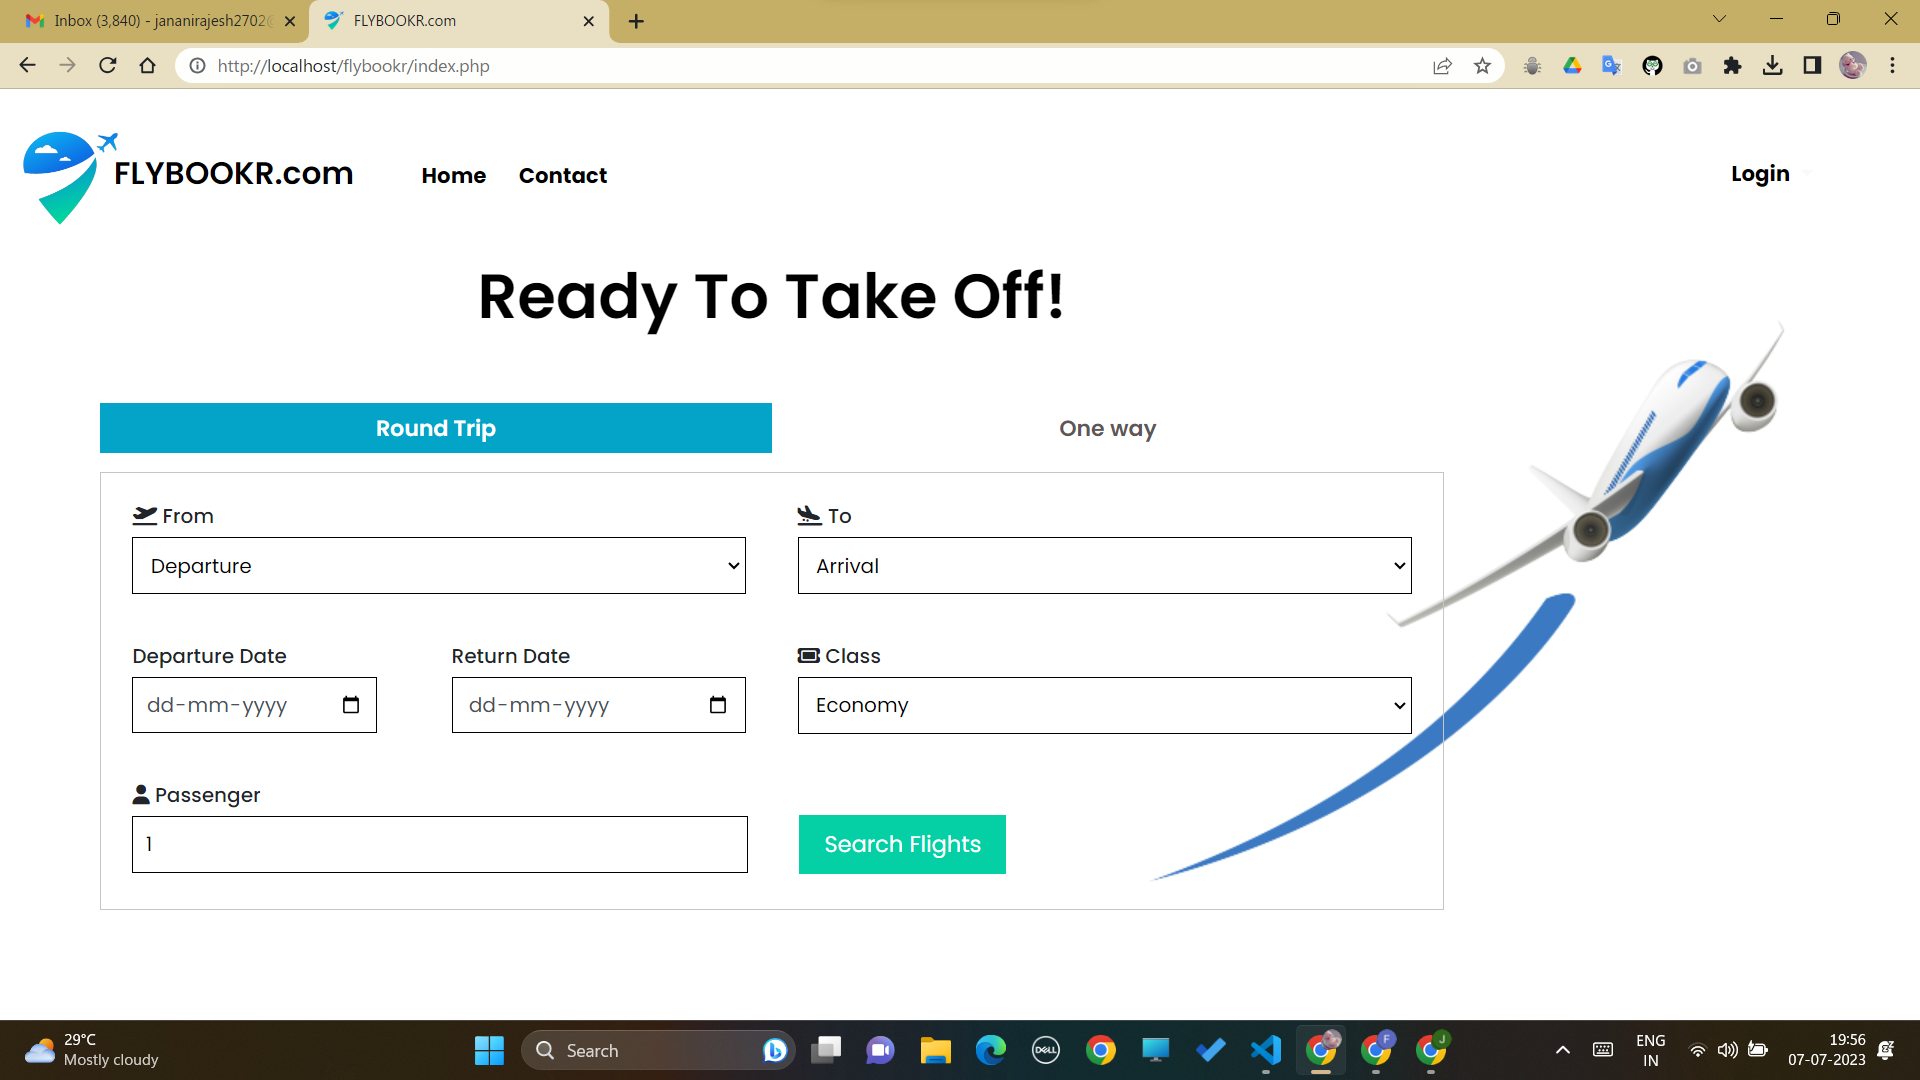 Inbox (3,840) - jananirajesh2702@
FLYBOOKR.com
http://localhost/flybookr/index.php
FLYBOOKR.com
Home
Contact
Login
Ready To Take Off!
Round Trip
One way
From
To
Departure
Arrival
Departure Date
Return Date
Class
dd-mm-yyyy
dd-mm-yyyy
Economy
Passenger
1
Search Flights
29°C
Mostly cloudy
Search
DELL
F
J
ENG
IN
19:56
07-07-2023